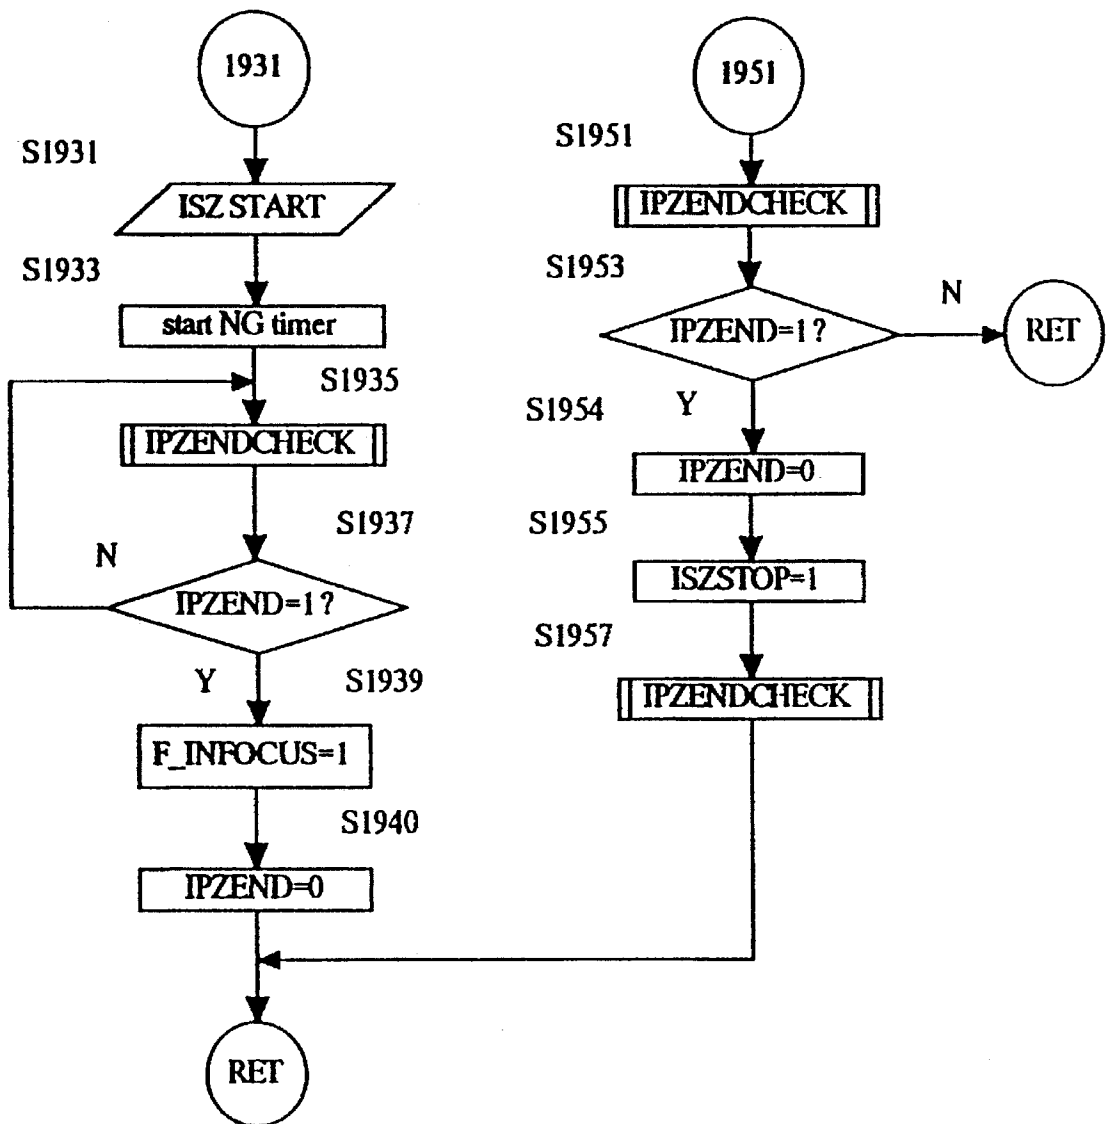 1931
S1931
ISZ START
S1933
start NG timer
S1935
IPZENDCHECK
S1937
N
IPZEND=1?
Y
S1939
F_INFOCUS=1
S1940
IPZEND=0
RET
1951
S1951
IPZENDCHECK
S1953
N
IPZEND=1?
RET
S1954
Y
IPZEND=0
S1955
ISZSTOP=1
S1957
IPZENDCHECK